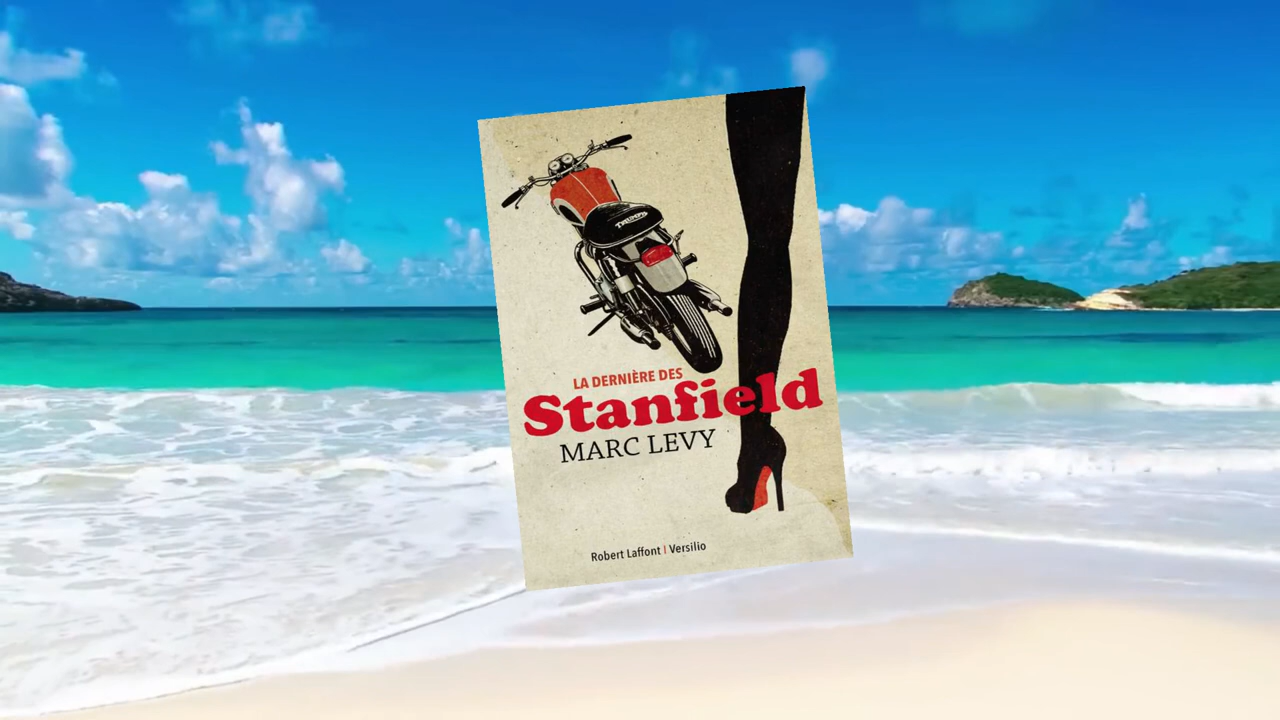 TRIUMPH
LA DERNIÈRE DES
Stanfield
MARC LEVY
Robert Laffont | Versilio